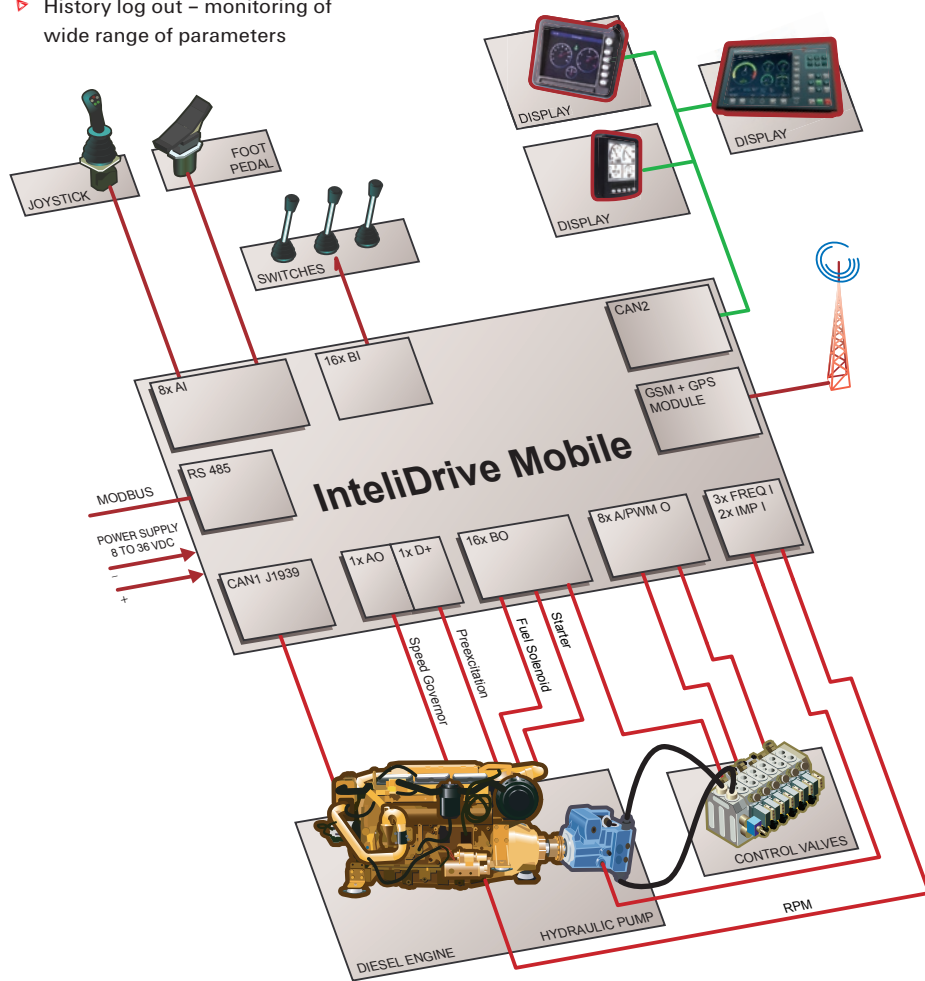 History log out – monitoring of
wide range of parameters
DISPLAY
DISPLAY
DISPLAY
JOYSTICK
FOOT
PEDAL
SWITCHES
CAN2
16x BI
8x AI
GSM + GPS
MODULE
RS 485
InteliDrive Mobile
MODBUS
POWER SUPPLY
8 TO 36 VDC
–
+
CAN1 J1939
1x AO
1x D+
16x BO
8x A/PWM O
3x FREQ I
2x IMP I
Speed Governor
Preexcitation
Fuel Solenoid
Starter
CONTROL VALVES
HYDRAULIC PUMP
DIESEL ENGINE
RPM